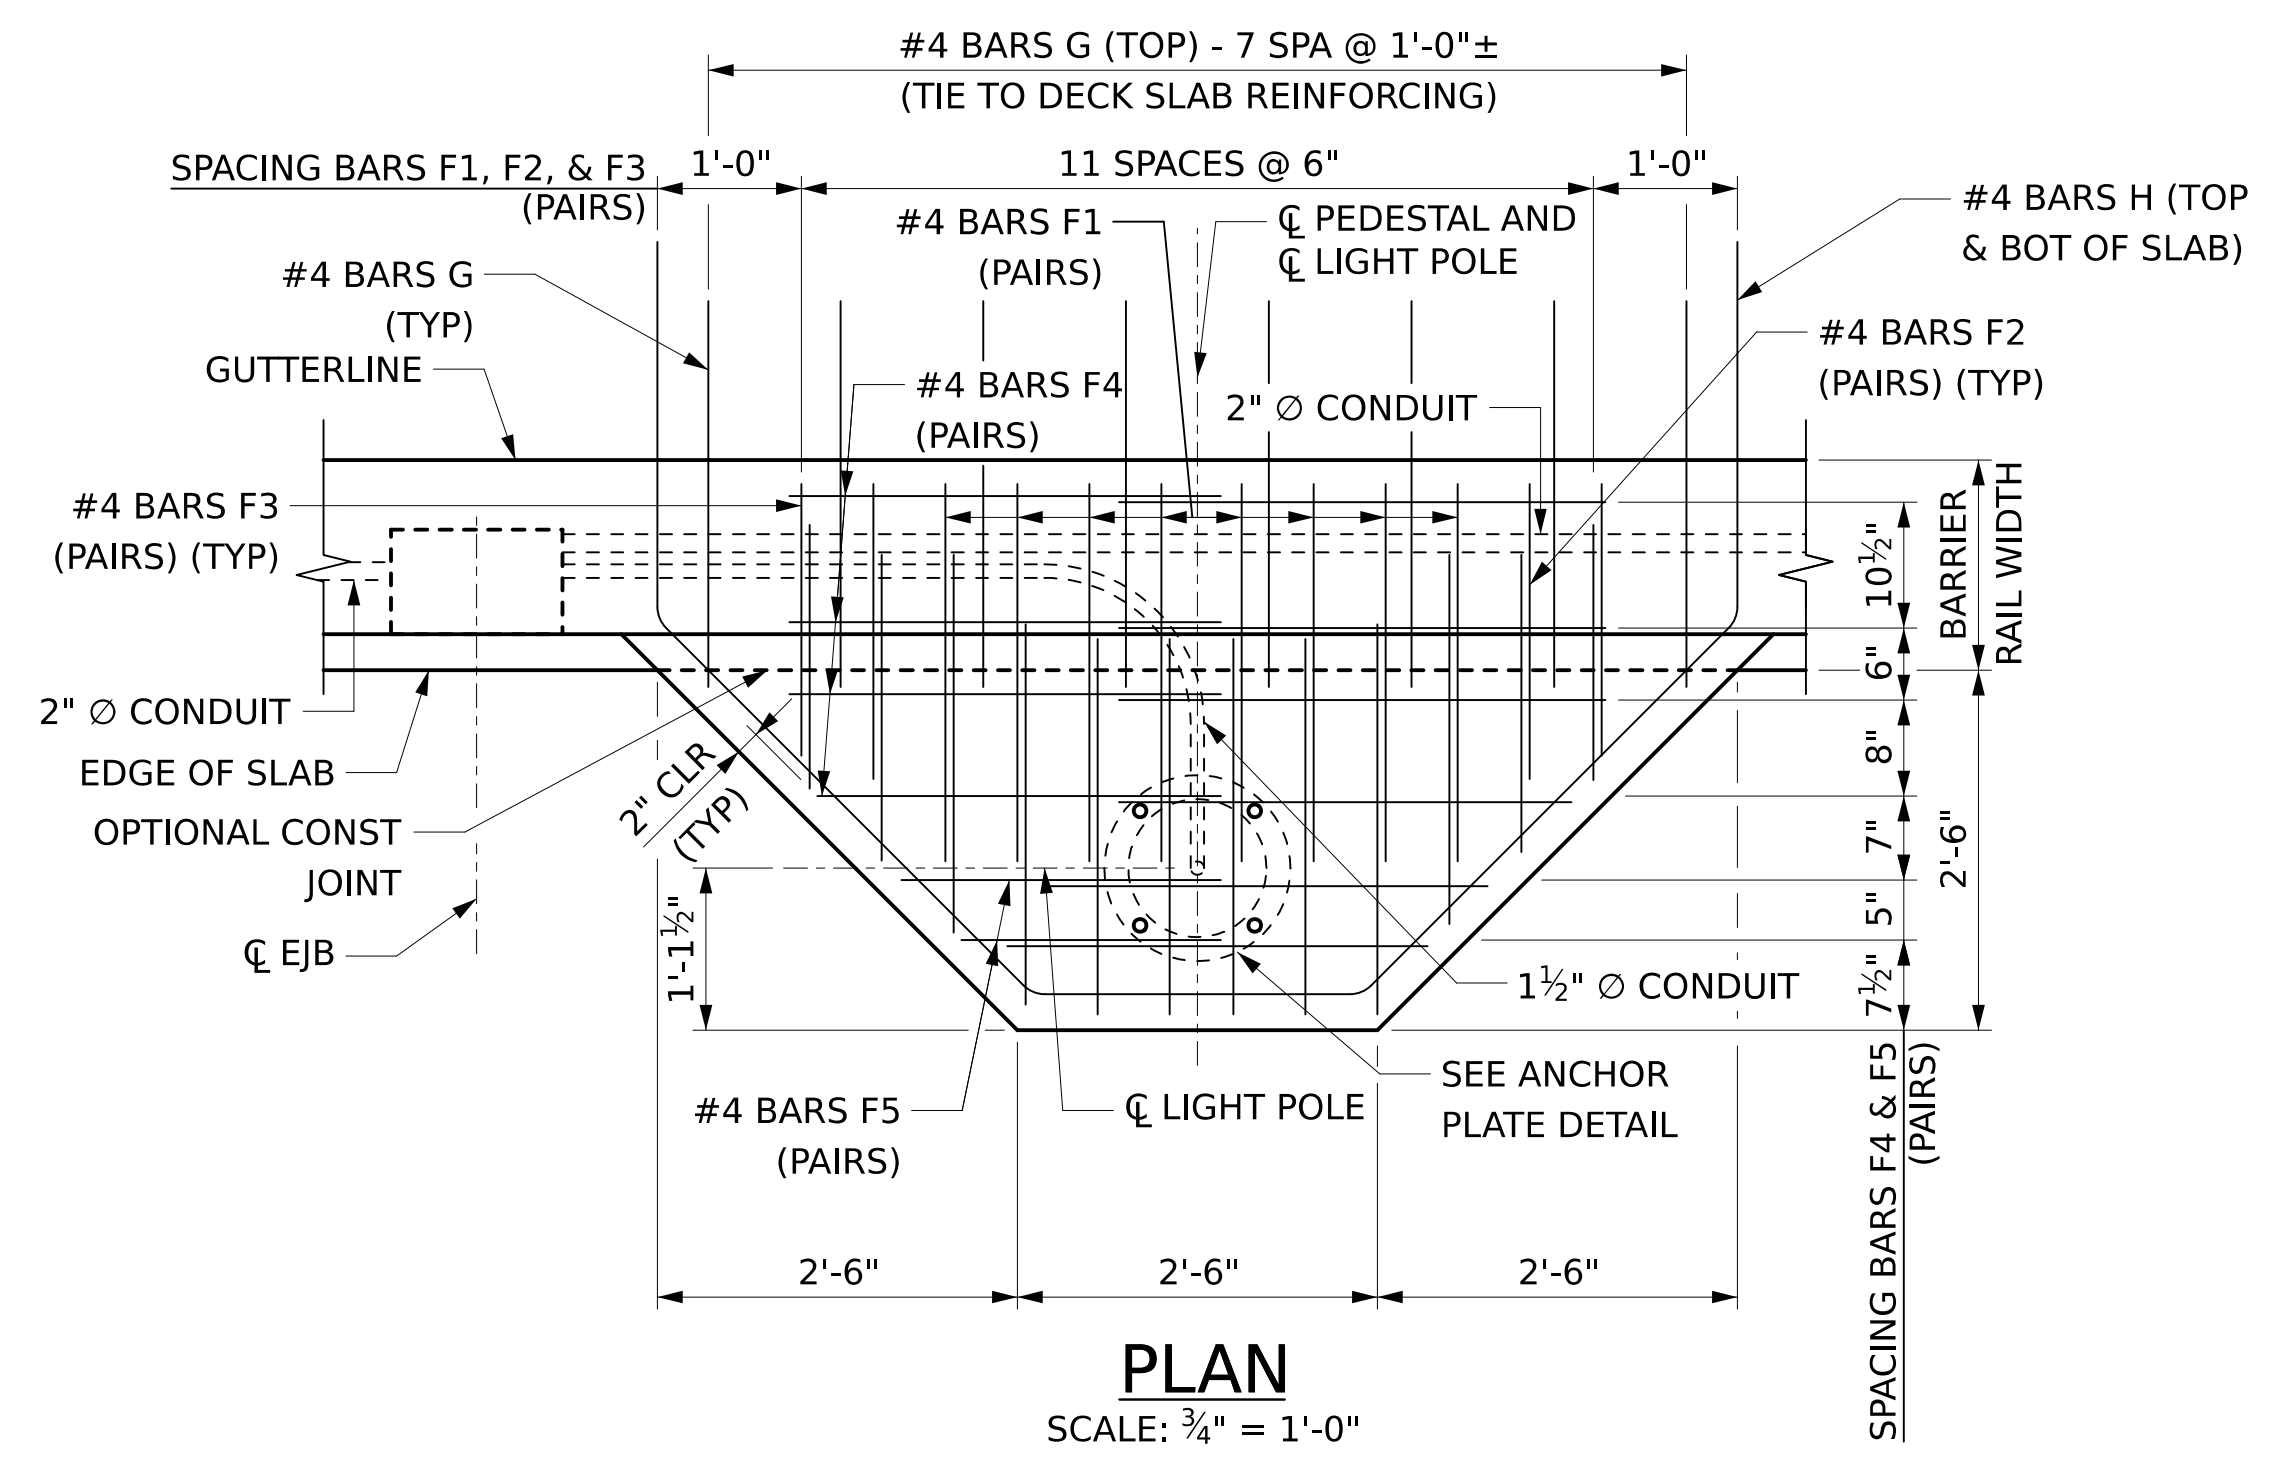 #4 BARS G (TOP) - 7 SPA @ 1'-0"±
(TIE TO DECK SLAB REINFORCING)
SPACING BARS F1, F2, & F3
(PAIRS)
1'-0"
11 SPACES @ 6"
1'-0"
#4 BARS F1
(PAIRS)
℄ PEDESTAL AND
℄ LIGHT POLE
#4 BARS H (TOP
& BOT OF SLAB)
#4 BARS G
(TYP)
#4 BARS F2
(PAIRS) (TYP)
GUTTERLINE
#4 BARS F4
(PAIRS)
2" ∅ CONDUIT
#4 BARS F3
(PAIRS) (TYP)
BARRIER
RAIL WIDTH
10½"
6"
8"
7"
5"
7½"
2'-6"
2" ∅ CONDUIT
EDGE OF SLAB
2" CLR
(TYP)
OPTIONAL CONST
JOINT
℄ EJB
1'-1½"
1½" ∅ CONDUIT
#4 BARS F5
(PAIRS)
℄ LIGHT POLE
SEE ANCHOR
PLATE DETAIL
SPACING BARS F4 & F5
(PAIRS)
2'-6"
2'-6"
2'-6"
PLAN
SCALE: ¾" = 1'-0"